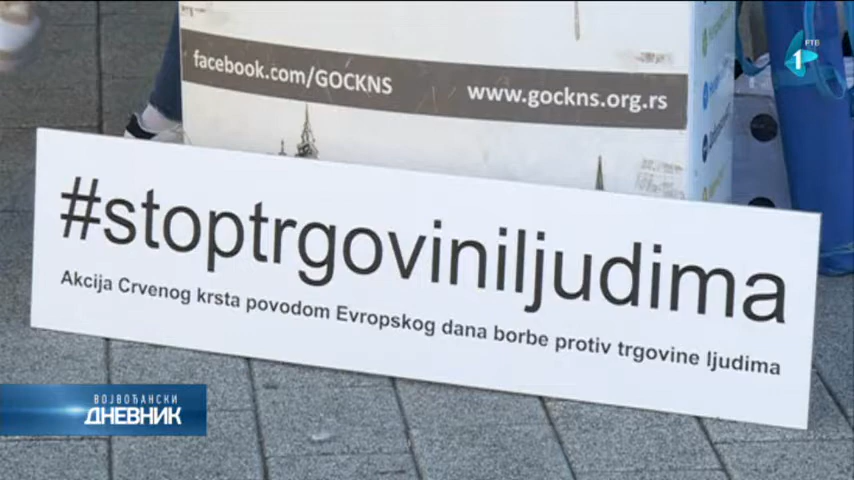 facebook.com/GOCKNS
www.gockns.org.rs
РТВ
1
#stoptrgoviniljudima
Akcija Crvenog krsta povodom Evropskog dana borbe protiv trgovine ljudima
ВОЈВОЂАНСКИ
ДНЕВНИК